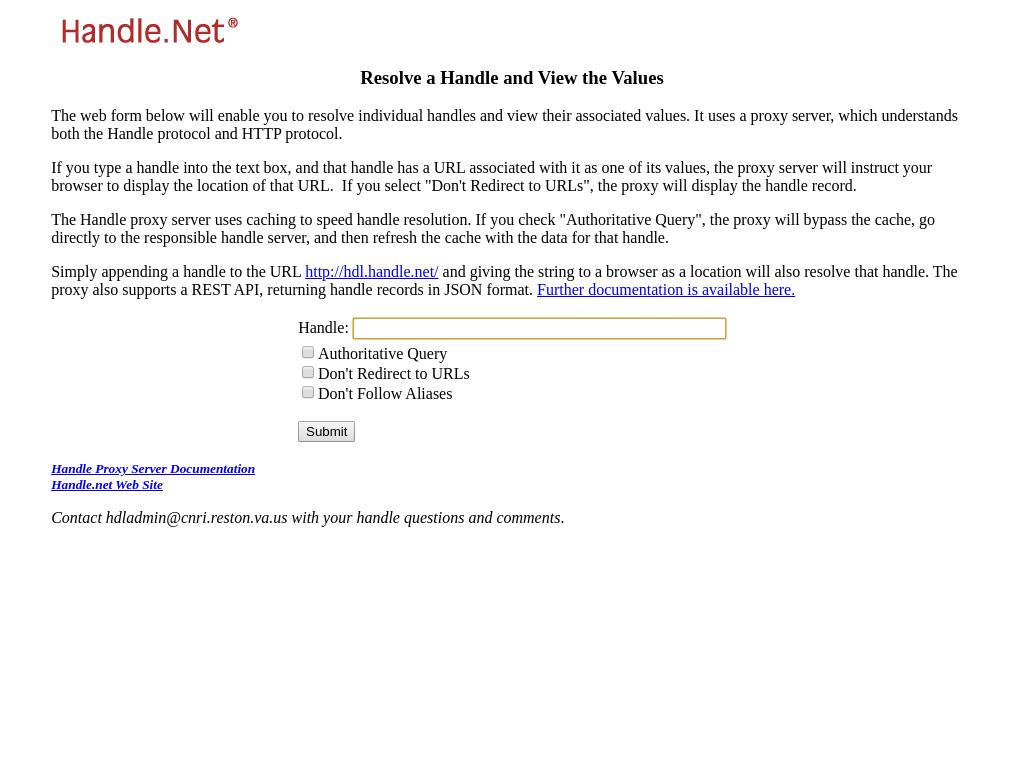 Handle.Net®
Resolve a Handle and View the Values
The web form below will enable you to resolve individual handles and view their associated values. It uses a proxy server, which understands
both the Handle protocol and HTTP protocol.
If you type a handle into the text box, and that handle has a URL associated with it as one of its values, the proxy server will instruct your
browser to display the location of that URL.  If you select "Don't Redirect to URLs", the proxy will display the handle record.
The Handle proxy server uses caching to speed handle resolution. If you check "Authoritative Query", the proxy will bypass the cache, go
directly to the responsible handle server, and then refresh the cache with the data for that handle.
Simply appending a handle to the URL http://hdl.handle.net/ and giving the string to a browser as a location will also resolve that handle. The
proxy also supports a REST API, returning handle records in JSON format. Further documentation is available here.
Handle:
Authoritative Query
Don't Redirect to URLs
Don't Follow Aliases
Submit
Handle Proxy Server Documentation
Handle.net Web Site
Contact hdladmin@cnri.reston.va.us with your handle questions and comments.